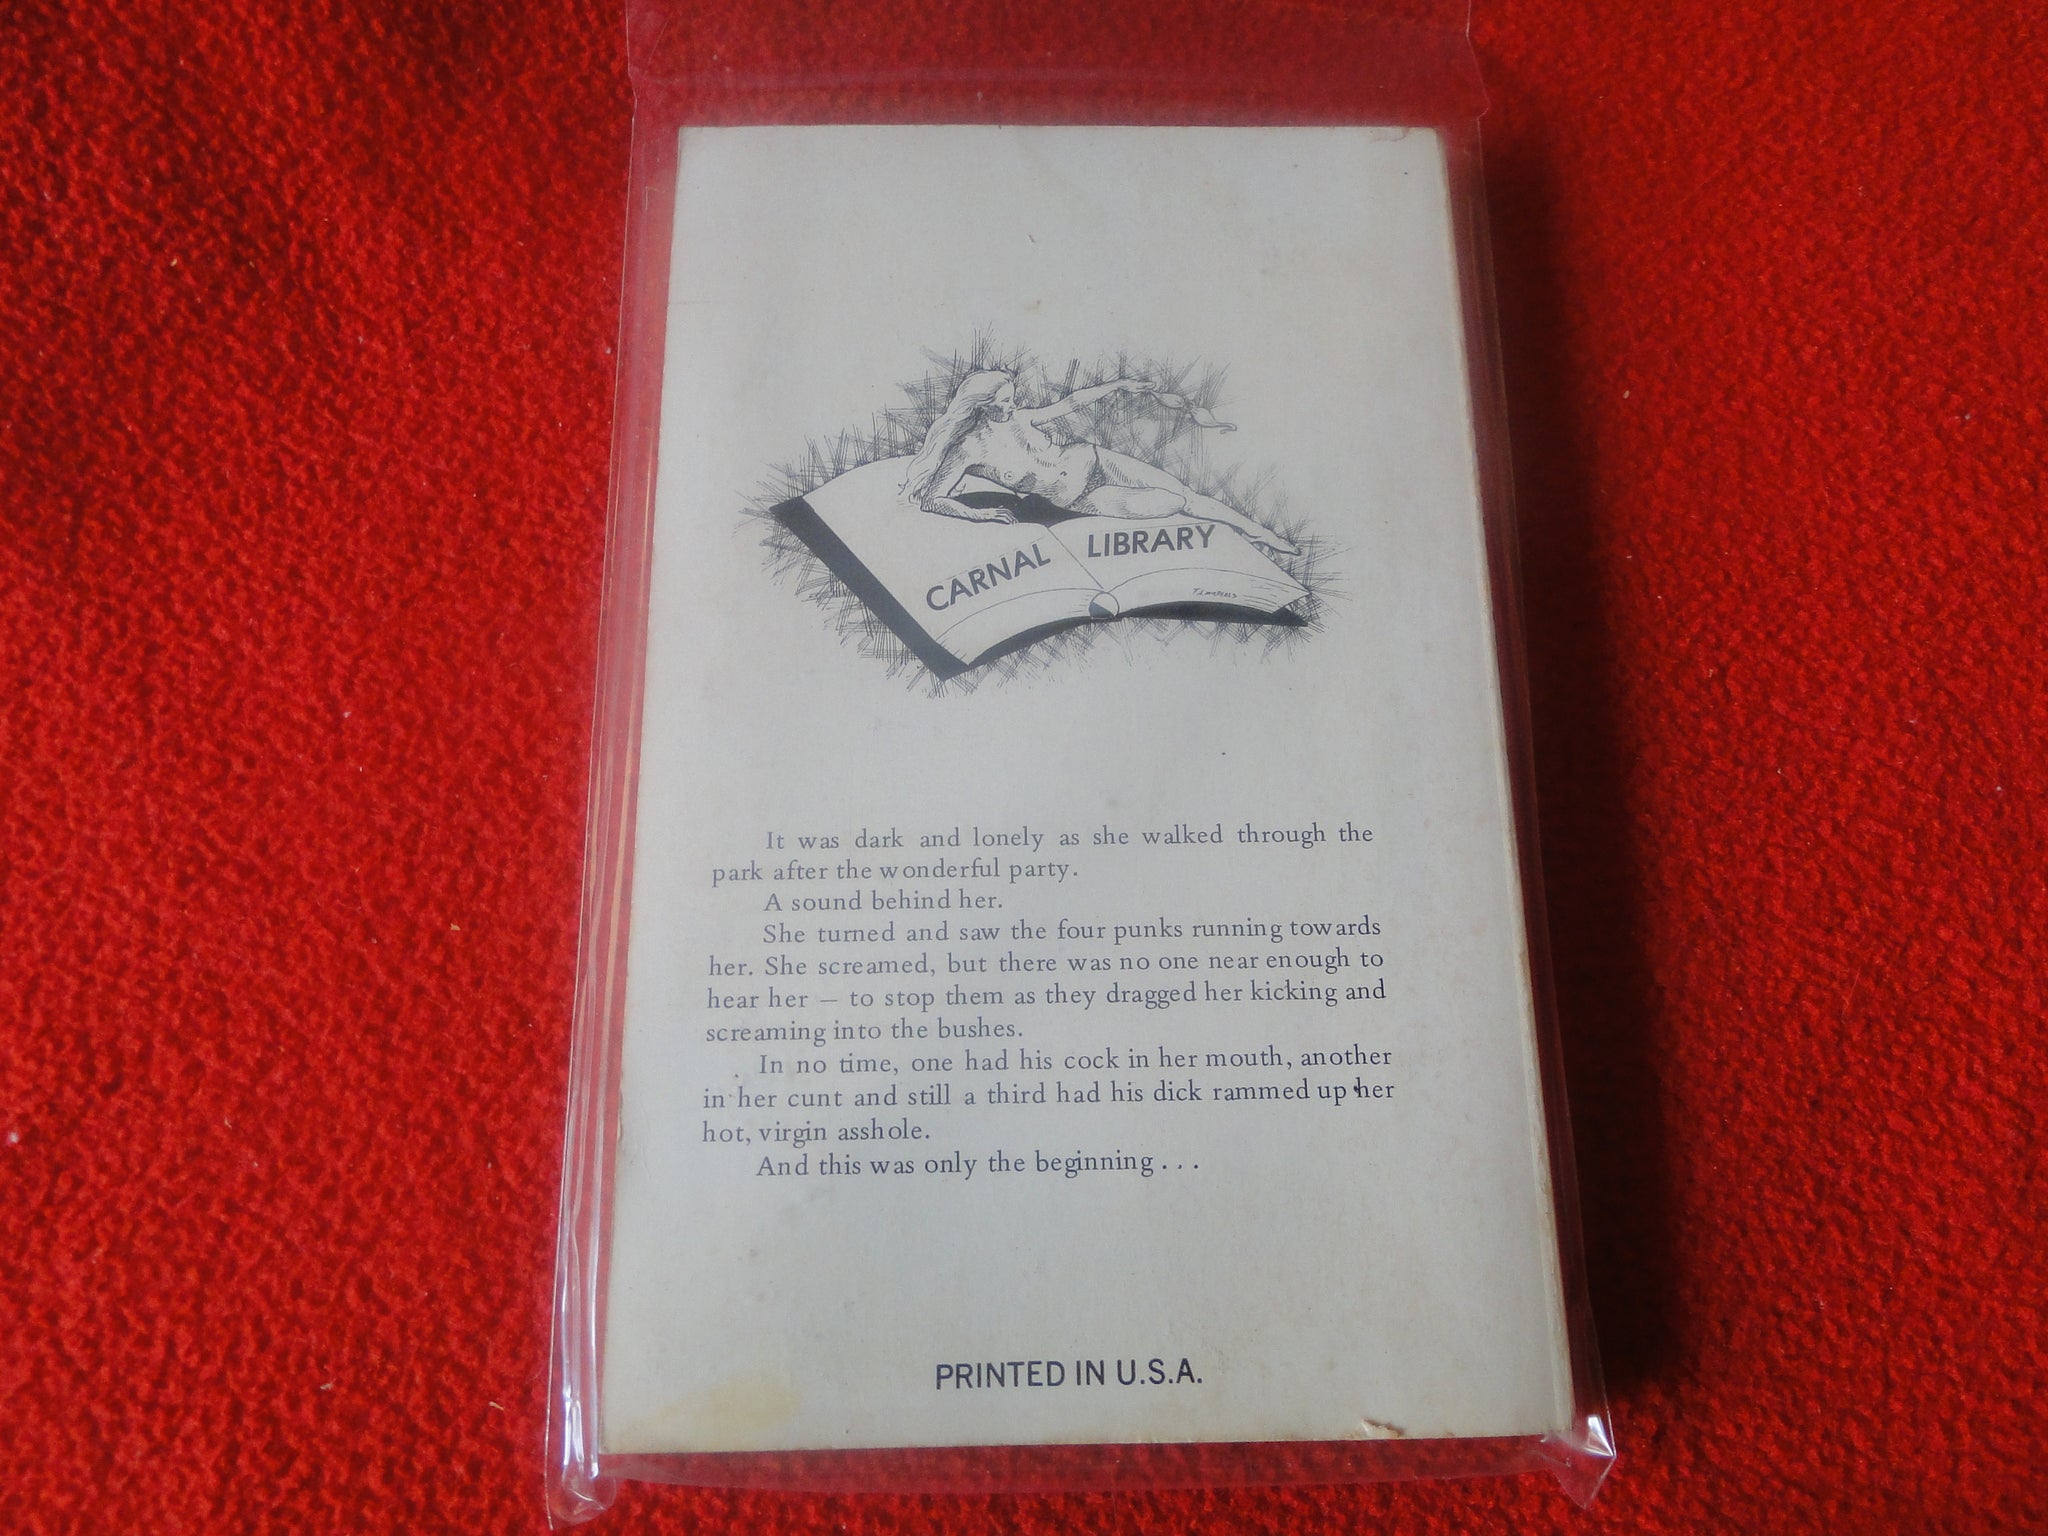 CARNAL LIBRARY
It was dark and lonely as she walked through the
park after the wonderful party.
A sound behind her.
She turned and saw the four punks running towards
her. She screamed, but there was no one near enough to
hear her — to stop them as they dragged her kicking and
screaming into the bushes.
In no time, one had his cock in her mouth, another
in her cunt and still a third had his dick rammed up her
hot, virgin asshole.
And this was only the beginning . . .
PRINTED IN U.S.A.